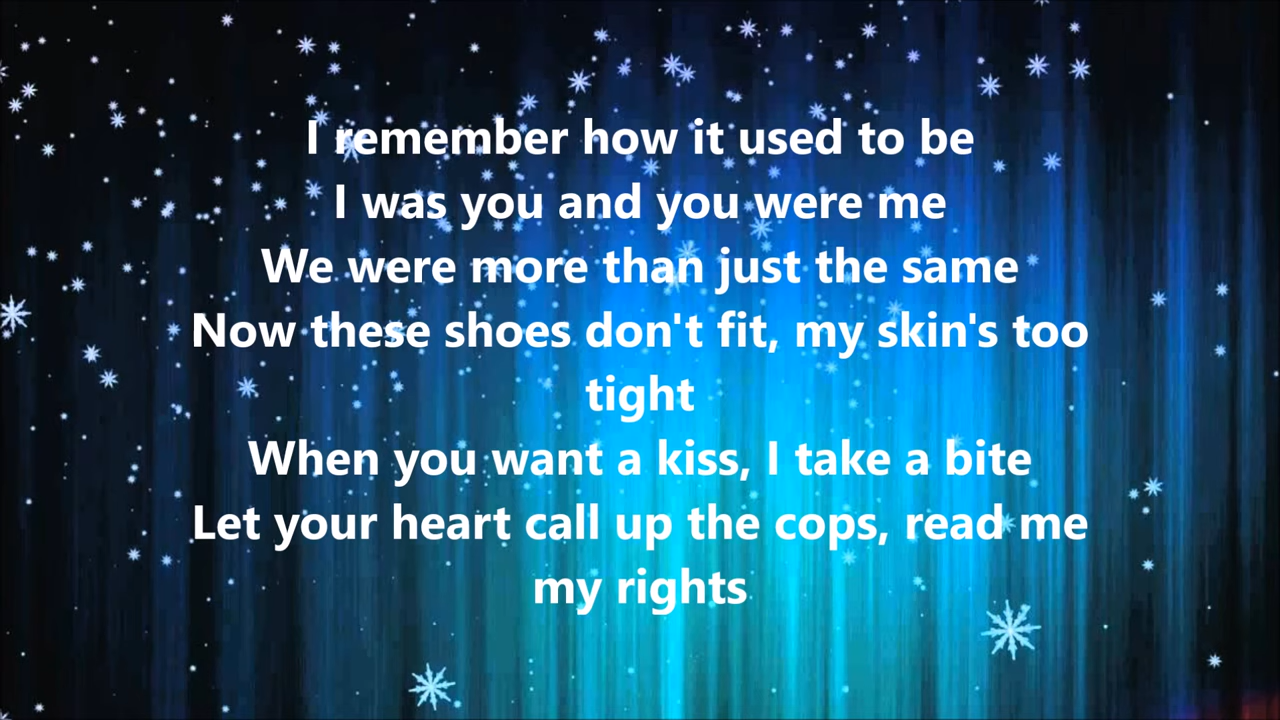 I remember how it used to be
I was you and you were me
We were more than just the same
Now these shoes don't fit, my skin's too
tight
When you want a kiss, I take a bite
Let your heart call up the cops, read me
my rights